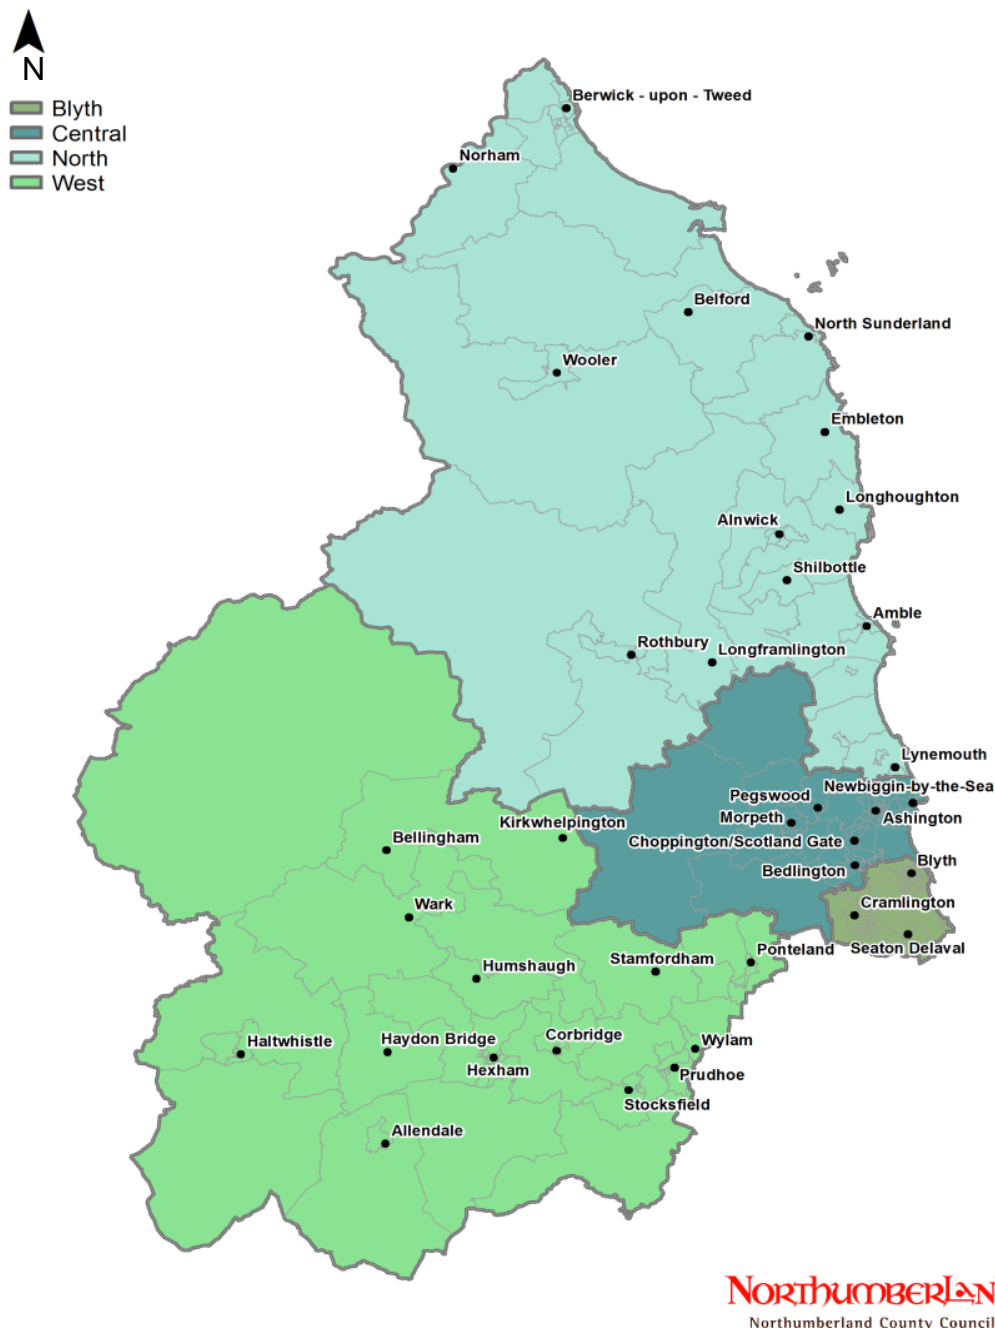 N
Blyth
Central
North
West
Berwick - upon - Tweed
Norham
Belford
North Sunderland
Wooler
Embleton
Longhoughton
Alnwick
Shilbottle
Amble
Rothbury
Longframlington
Lynemouth
Newbiggin-by-the-Sea
Pegswood
Ashington
Morpeth
Kirkwhelpington
Choppington/Scotland Gate
Bellingham
Blyth
Bedlington
Cramlington
Wark
Seaton Delaval
Ponteland
Stamfordham
Humshaugh
Corbridge
Haydon Bridge
Haltwhistle
Wylam
Hexham
Prudhoe
Stocksfield
Allendale
NORTHUMBERLAN
Northumberland County Council